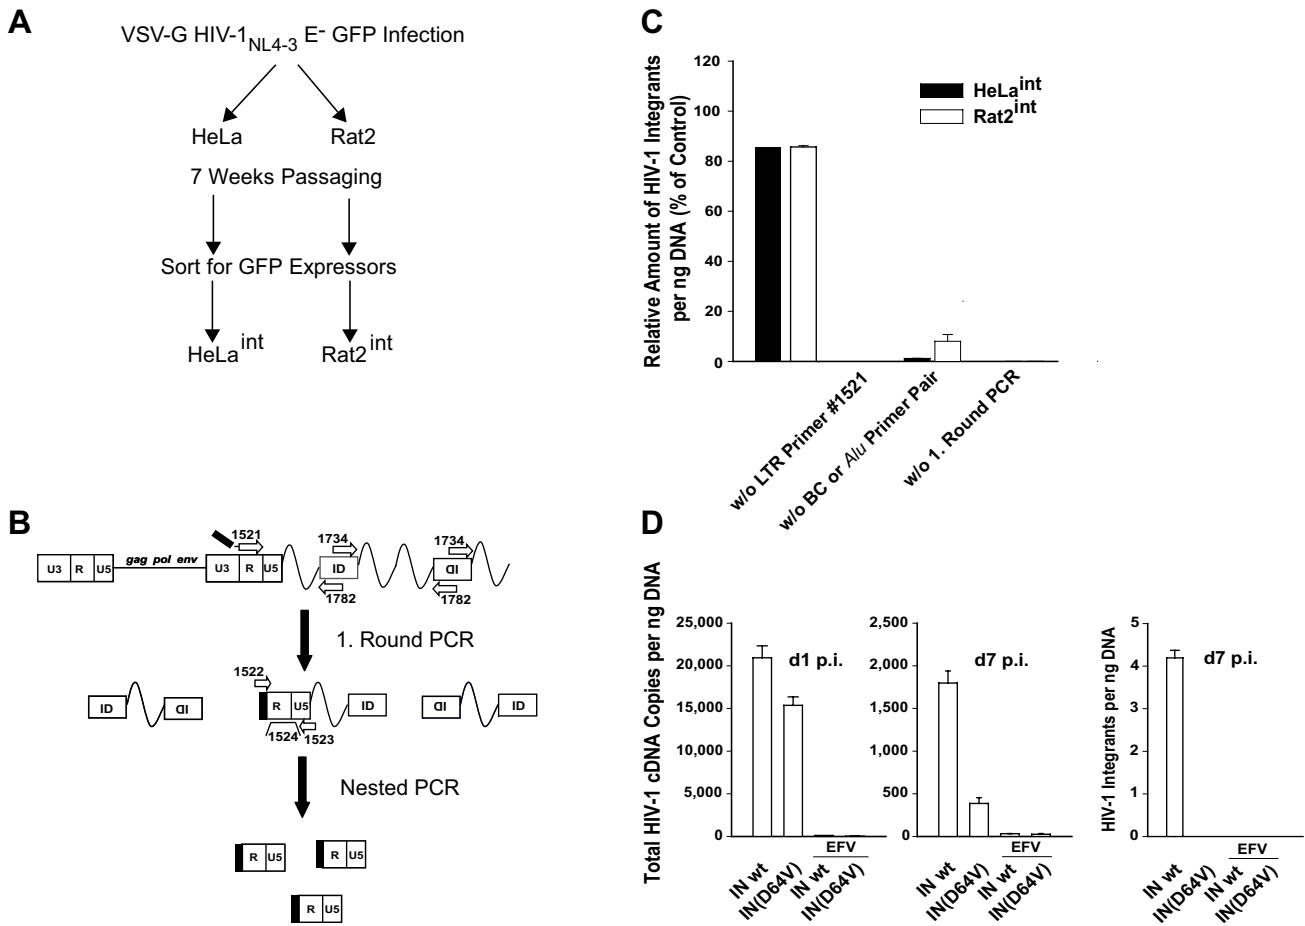 A
VSV-G HIV-1NL4-3 E- GFP Infection
HeLa
Rat2
7 Weeks Passaging
Sort for GFP Expressors
HeLaint
Rat2int
B
1521
1734
1734
gag pol env
U3 R U5
U3 R U5
ID
ID
1782
1782
1. Round PCR
1522
ID
ID
R U5
ID
ID
ID
1524
1523
Nested PCR
R U5
R U5
R U5
C
Relative Amount of HIV-1 Integrants
per ng DNA (% of Control)
120
100
80
60
40
20
0
HeLaint
Rat2int
w/o LTR Primer #1521
w/o BC or Alu Primer Pair
w/o 1. Round PCR
D
Total HIV-1 cDNA Copies per ng DNA
25,000
20,000
15,000
10,000
5,000
0
d1 p.i.
EFV
IN wt
IN(D64V)
IN wt
IN(D64V)
2,500
2,000
1,500
1,000
500
0
d7 p.i.
EFV
IN wt
IN(D64V)
IN wt
IN(D64V)
HIV-1 Integrants per ng DNA
5
4
3
2
1
0
d7 p.i.
EFV
IN wt
IN(D64V)
IN wt
IN(D64V)